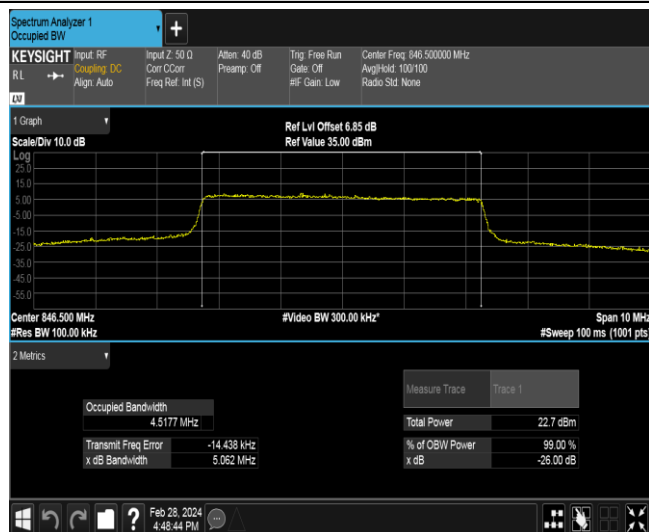 Spectrum Analyzer 1
Occupied BW
+
KEYSIGHT Input: RF Input Z: 50 Ω Atten: 40 dB Trig: Free Run Center Freq: 846.500000 MHz
RL Coupling: DC Corr CCorr Preamp: Off Gate: Off Avg|Hold: 100/100
Align: Auto Freq Ref: Int (S) #IF Gain: Low Radio Std: None
LXI
1 Graph Ref Lvl Offset 6.85 dB
Scale/Div 10.0 dB Ref Value 35.00 dBm
Log
25.0
15.0
5.00
-5.00
-15.0
-25.0
-35.0
-45.0
-55.0
Center 846.500 MHz #Video BW 300.00 kHz* Span 10 MHz
#Res BW 100.00 kHz #Sweep 100 ms (1001 pts)
2 Metrics
Measure Trace Trace 1
Occupied Bandwidth
4.5177 MHz Total Power 22.7 dBm
Transmit Freq Error -14.438 kHz % of OBW Power 99.00 %
x dB Bandwidth 5.062 MHz x dB -26.00 dB
? Feb 28, 2024
4:48:44 PM